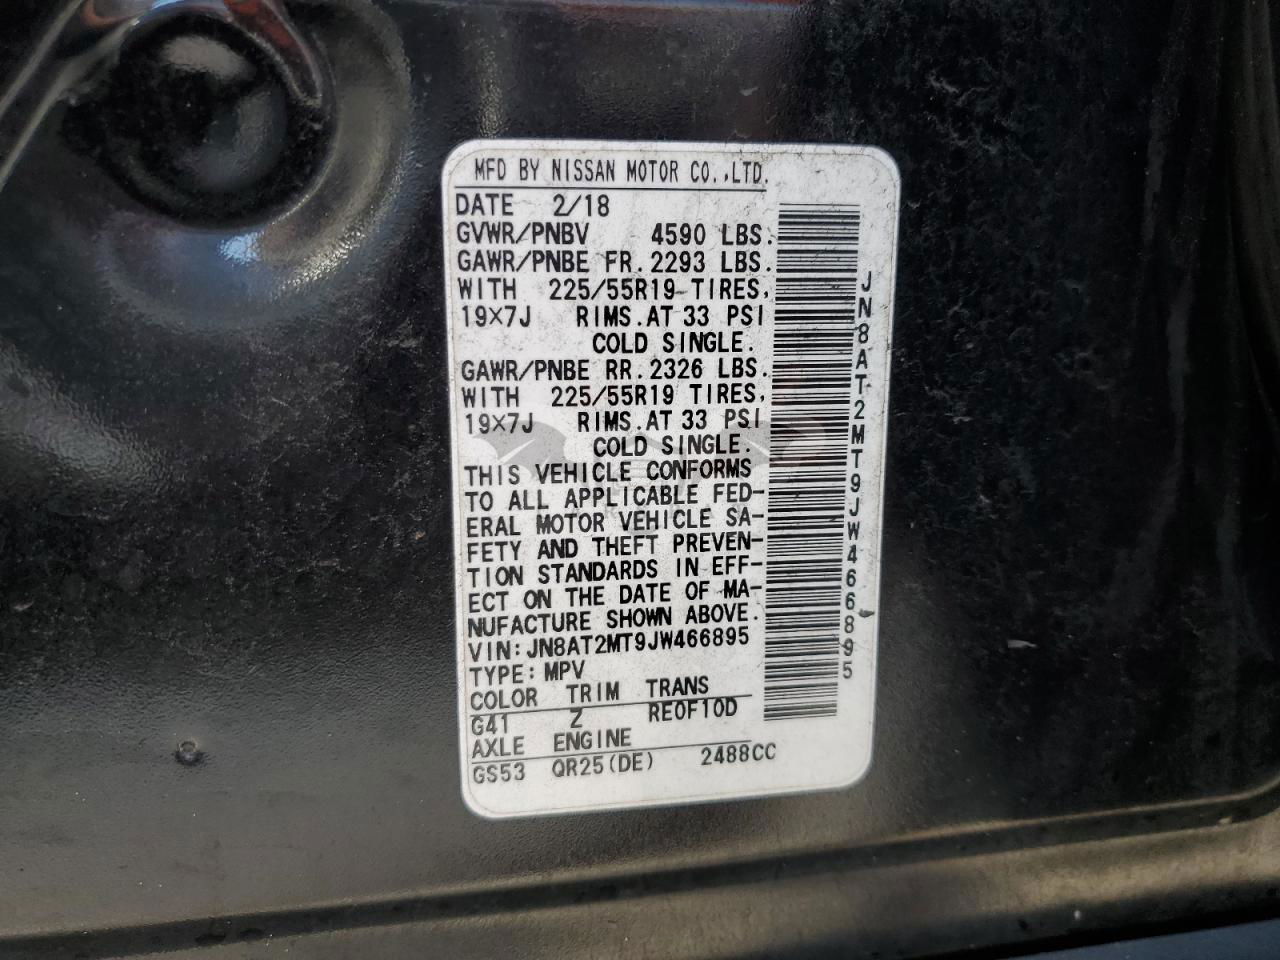 MFD BY NISSAN MOTOR CO.,LTD.
DATE 2/18
GVWR/PNBV 4590 LBS.
GAWR/PNBE FR. 2293 LBS.
WITH 225/55R19 TIRES,
19×7J RIMS.AT 33 PSI
COLD SINGLE.
GAWR/PNBE RR. 2326 LBS.
WITH 225/55R19 TIRES,
19×7J RIMS.AT 33 PSI
COLD SINGLE.
THIS VEHICLE CONFORMS
TO ALL APPLICABLE FED-
ERAL MOTOR VEHICLE SA-
FETY AND THEFT PREVEN-
TION STANDARDS IN EFF-
ECT ON THE DATE OF MA-
NUFACTURE SHOWN ABOVE.
VIN:JN8AT2MT9JW466895
TYPE:MPV
COLOR TRIM TRANS
G41 Z RE0F10D
AXLE ENGINE
GS53 QR25(DE) 2488CC
JN8AT2MT9JW466895